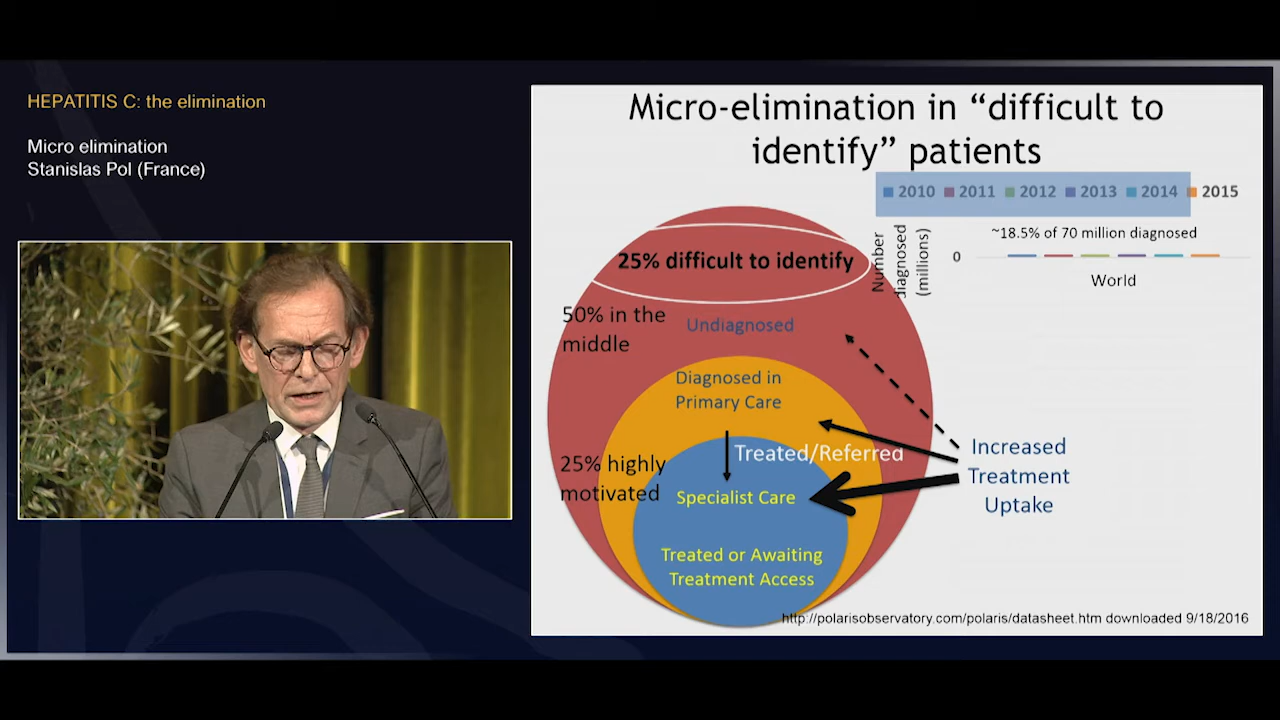 HEPATITIS C: the elimination
Micro elimination
Stanislas Pol (France)
Micro-elimination in “difficult to
identify” patients
2010 2011 2012 2013 2014 2015
Number
diagnosed
(millions)
~18.5% of 70 million diagnosed
0
World
25% difficult to identify
50% in the
middle
Undiagnosed
Diagnosed in
Primary Care
Treated/Referred
25% highly
motivated
Specialist Care
Increased
Treatment
Uptake
Treated or Awaiting
Treatment Access
http://polarisobservatory.com/polaris/datasheet.htm downloaded 9/18/2016